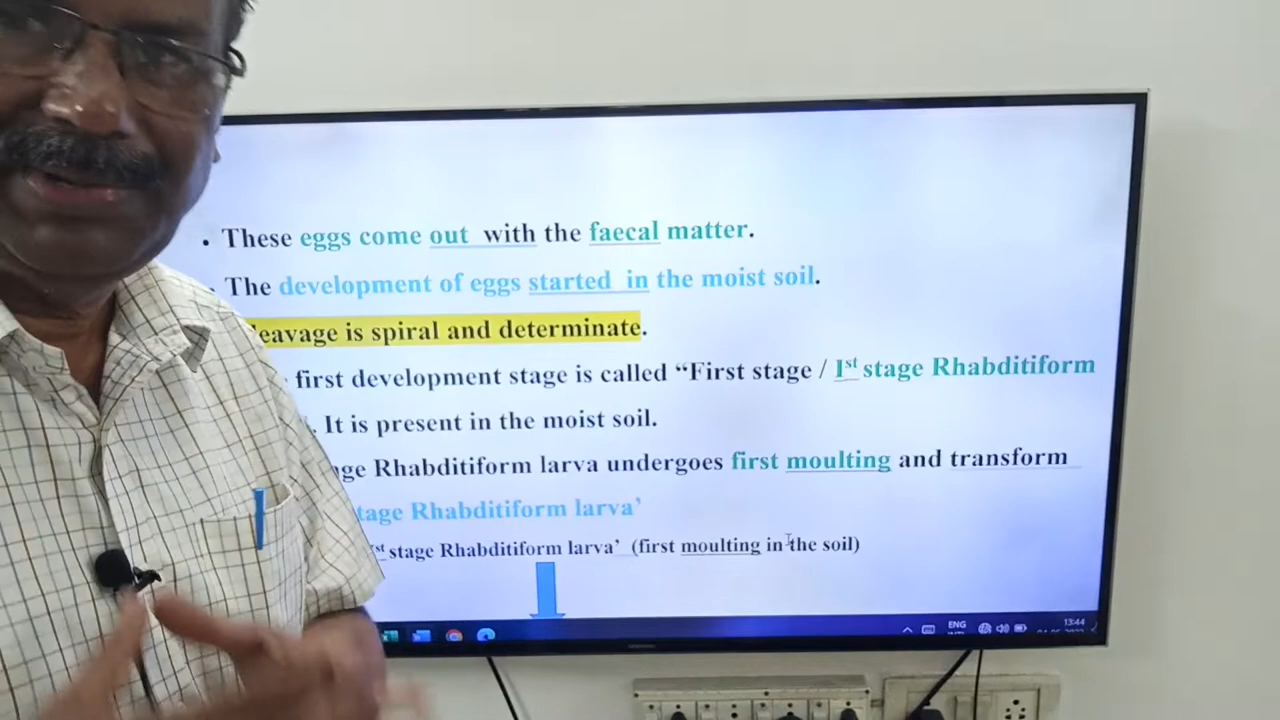 • These eggs come out with the faecal matter.
The development of eggs started in the moist soil.
eavage is spiral and determinate.
first development stage is called “First stage / Ist stage Rhabditiform
. It is present in the moist soil.
ge Rhabditiform larva undergoes first moulting and transform
tage Rhabditiform larva’
st stage Rhabditiform larva’ (first moulting in the soil)
ENG
13:44